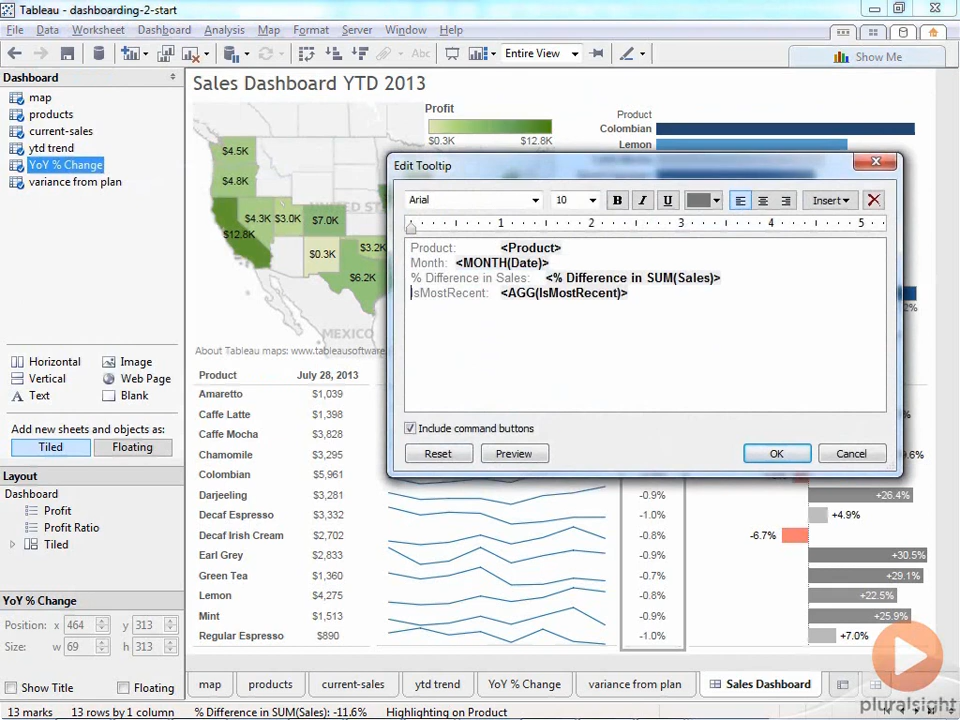 Tableau - dashboarding-2-start
File Data Worksheet Dashboard Analysis Map Format Server Window Help
Abc Entire View Show Me
Dashboard
map
products
current-sales
ytd trend
YoY % Change
variance from plan
Horizontal Image
Vertical Web Page
Text Blank
Add new sheets and objects as:
Tiled Floating
Layout
Dashboard
Profit
Profit Ratio
Tiled
YoY % Change
Position: x 464 y 313
Size: w 69 h 313
Show Title Floating
Sales Dashboard YTD 2013
Profit
$0.3K $12.8K
$4.5K
$4.8K
$4.3K $3.0K $7.0K
$12.8K
$0.3K $3.2K
$6.2K
MEXICO
About Tableau maps: www.tableausoftware
Product
Colombian
Lemon
Edit Tooltip
Arial 10 B I U Insert
1 2 3 4 5
Product: <Product>
Month: <MONTH(Date)>
% Difference in Sales: <% Difference in SUM(Sales)>
IsMostRecent: <AGG(IsMostRecent)>
Include command buttons
Reset Preview OK Cancel
Product July 28, 2013
Amaretto $1,039
Caffe Latte $1,398
Caffe Mocha $3,828
Chamomile $3,295
Colombian $5,961
Darjeeling $3,281 -0.9% +26.4%
Decaf Espresso $3,332 -1.0% +4.9%
Decaf Irish Cream $2,702 -0.8% -6.7%
Earl Grey $2,833 -0.9% +30.5%
Green Tea $1,360 -0.7% +29.1%
Lemon $4,275 -0.8% +22.5%
Mint $1,513 -0.9% +25.9%
Regular Espresso $890 -1.0% +7.0%
map products current-sales ytd trend YoY % Change variance from plan Sales Dashboard
13 marks 13 rows by 1 column % Difference in SUM(Sales): -11.6% Highlighting on Product
pluralsight